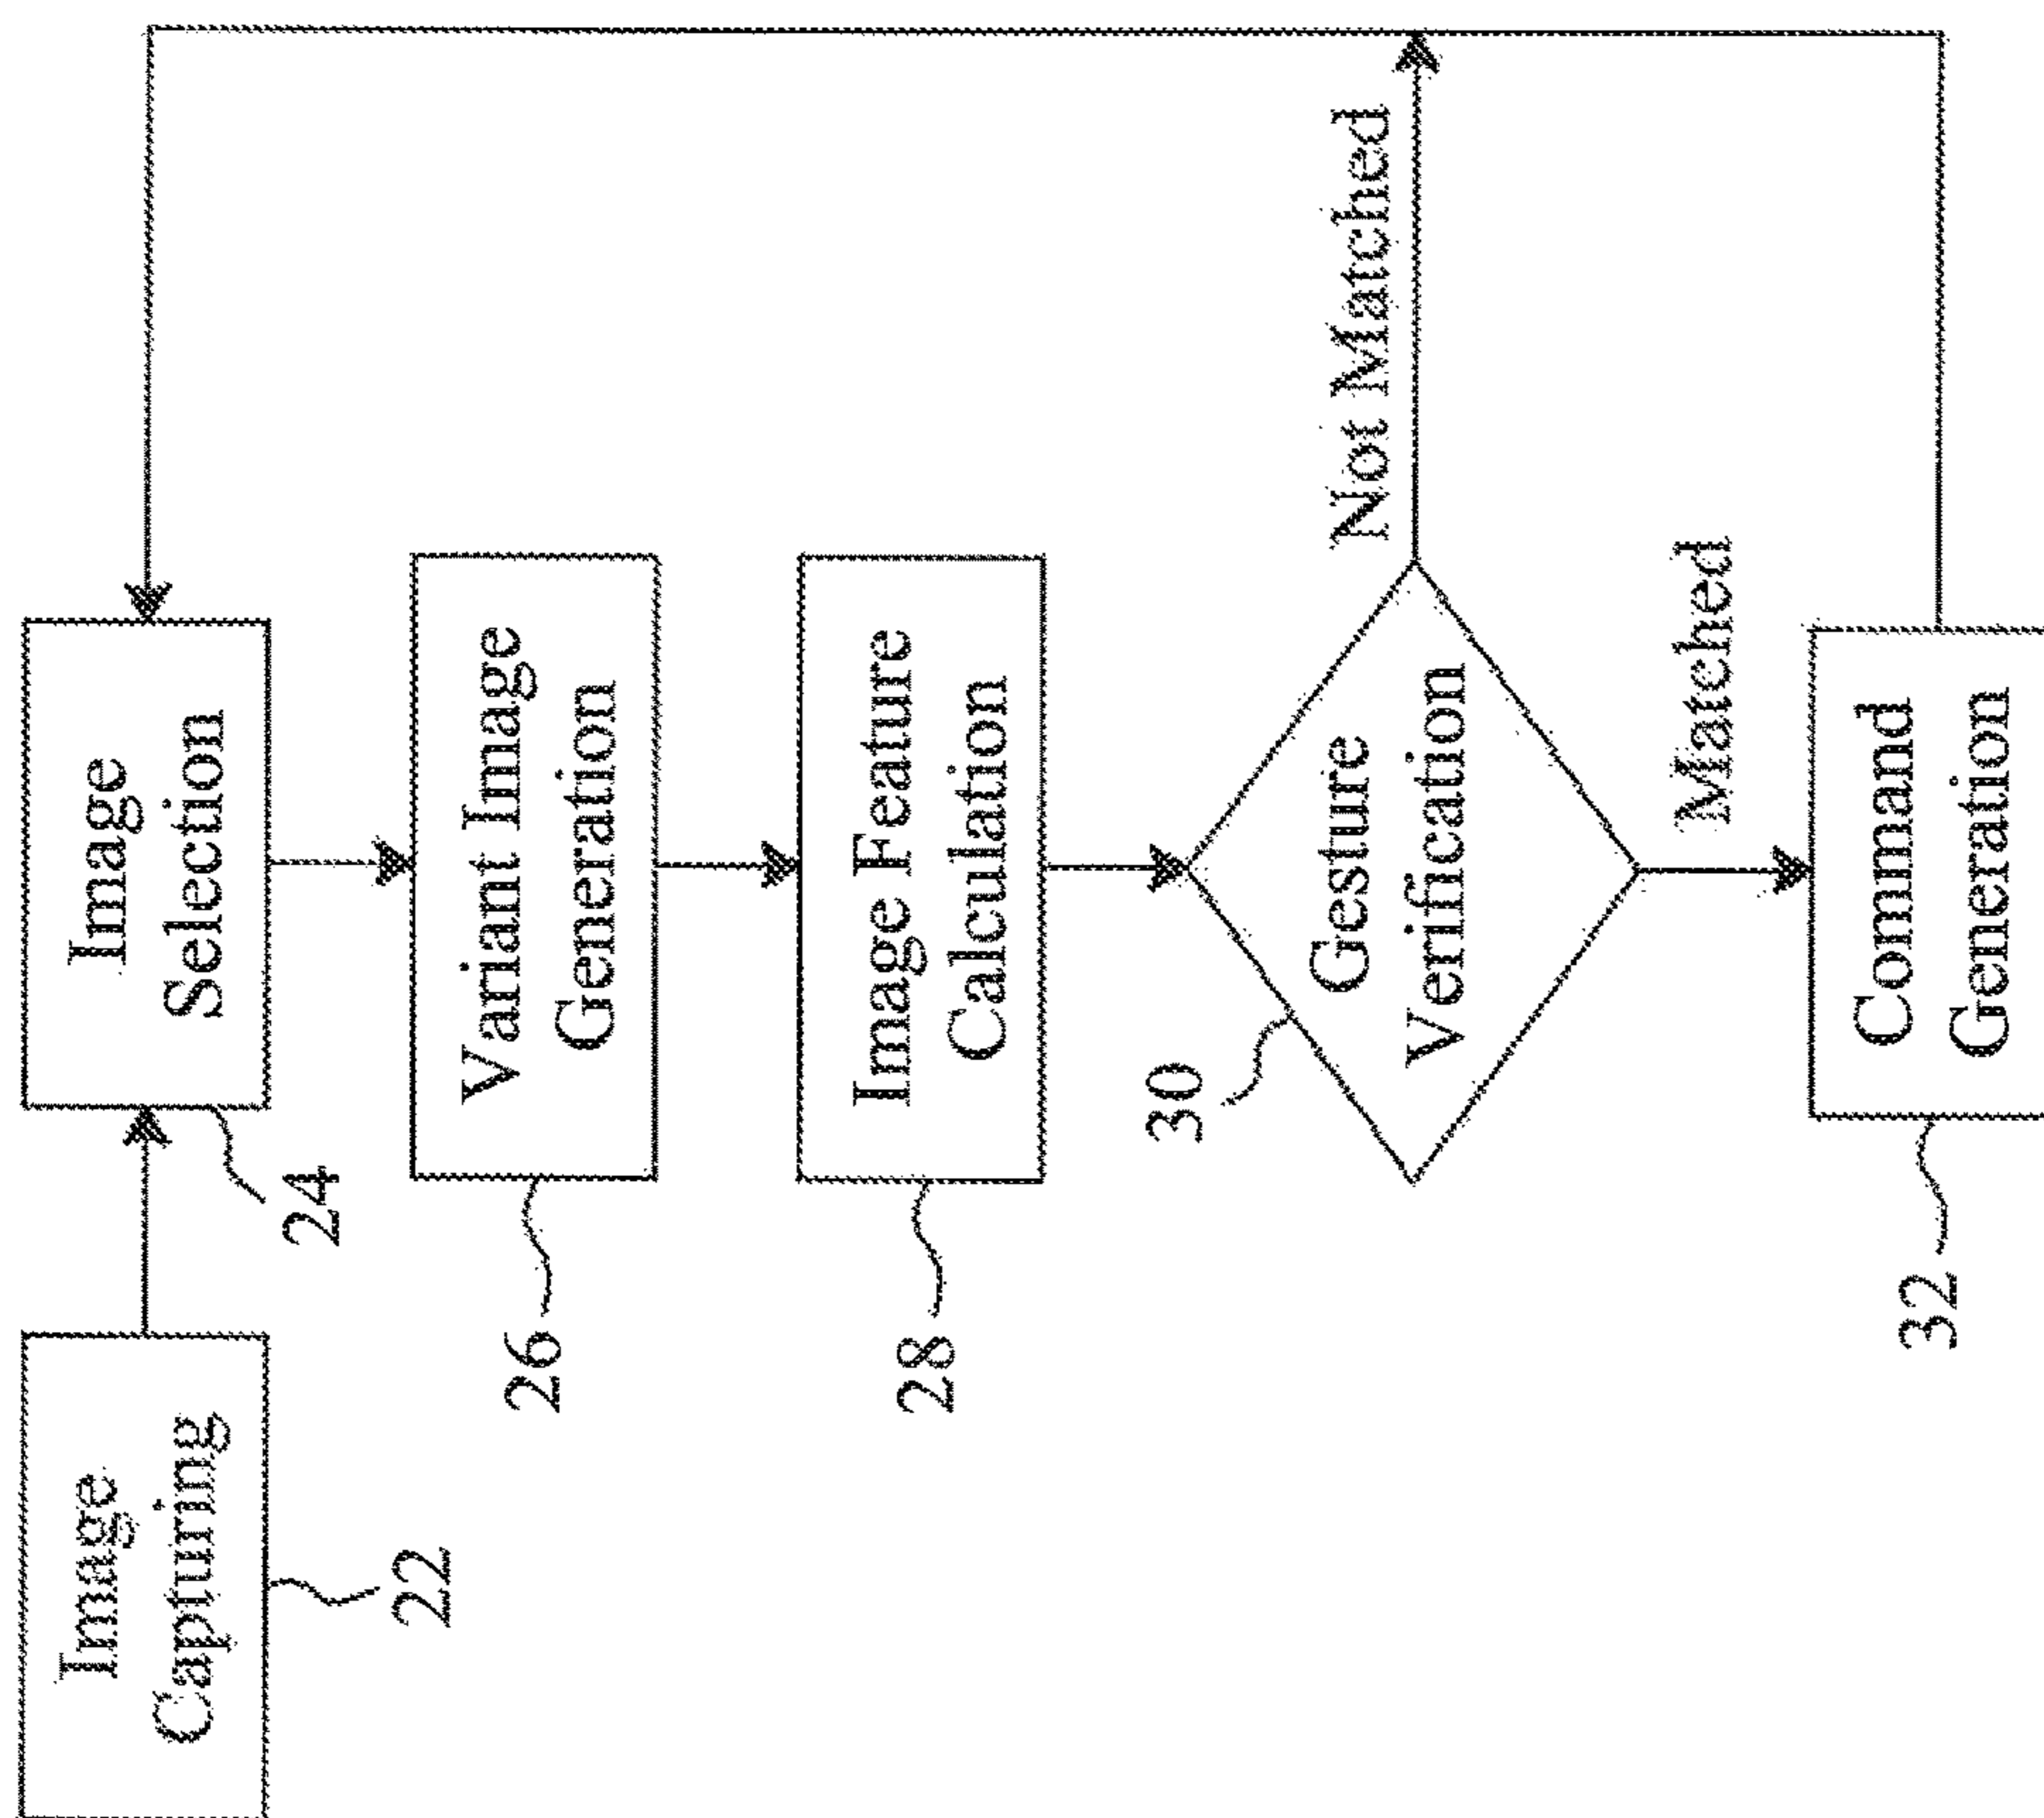 Image
Capturing
22
Image
Selection
24
Variant Image
Generation
26
Image Feature
Calculation
28
Gesture
Verification
30
Not Matched
Matched
Command
Generation
32